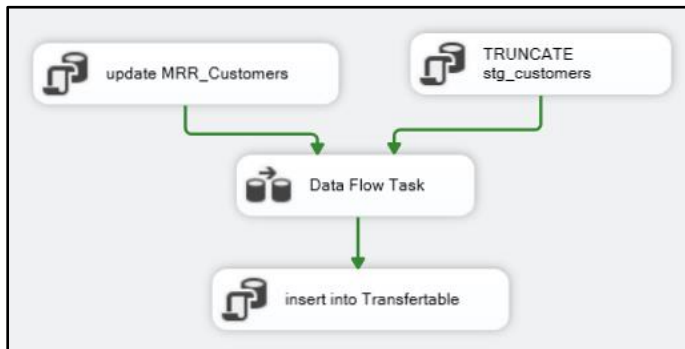 update MRR_Customers
TRUNCATE
stg_customers
Data Flow Task
insert into Transfertable